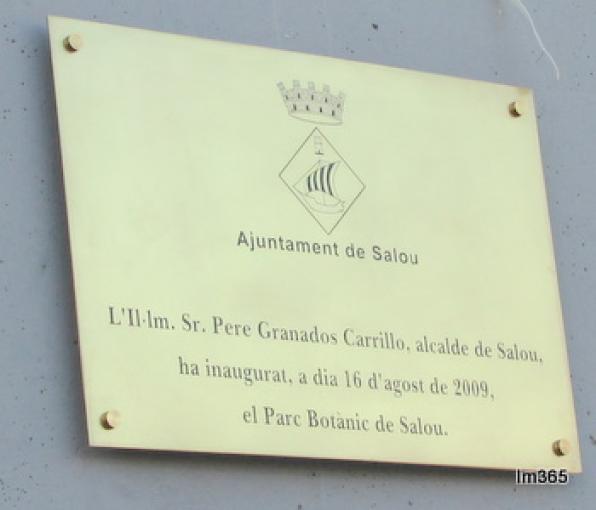 Ajuntament de Salou
L'Il·lm. Sr. Pere Granados Carrillo, alcalde de Salou,
ha inaugurat, a dia 16 d'agost de 2009,
el Parc Botànic de Salou.
lm365